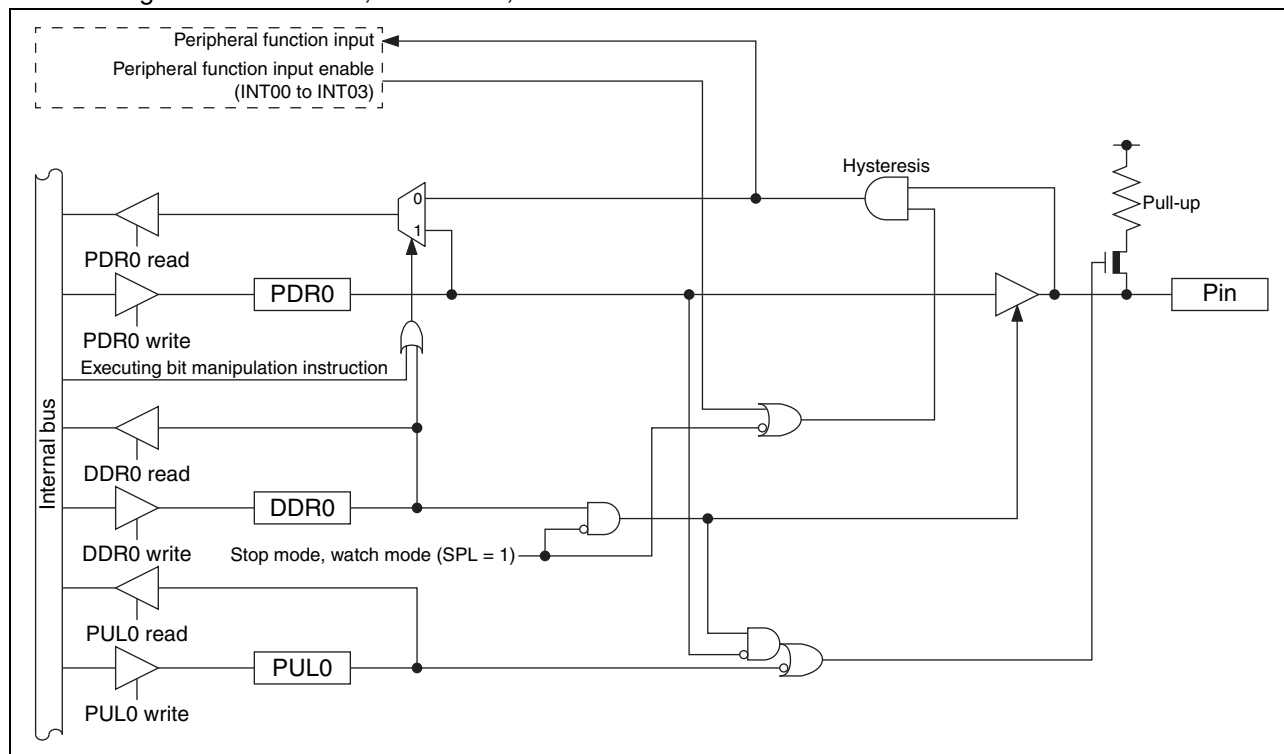 Peripheral function input
Peripheral function input enable
(INT00 to INT03)
Hysteresis
Pull-up
0
1
PDR0 read
PDR0
Pin
PDR0 write
Executing bit manipulation instruction
Internal bus
DDR0 read
DDR0
DDR0 write
Stop mode, watch mode (SPL = 1)
PUL0 read
PUL0
PUL0 write